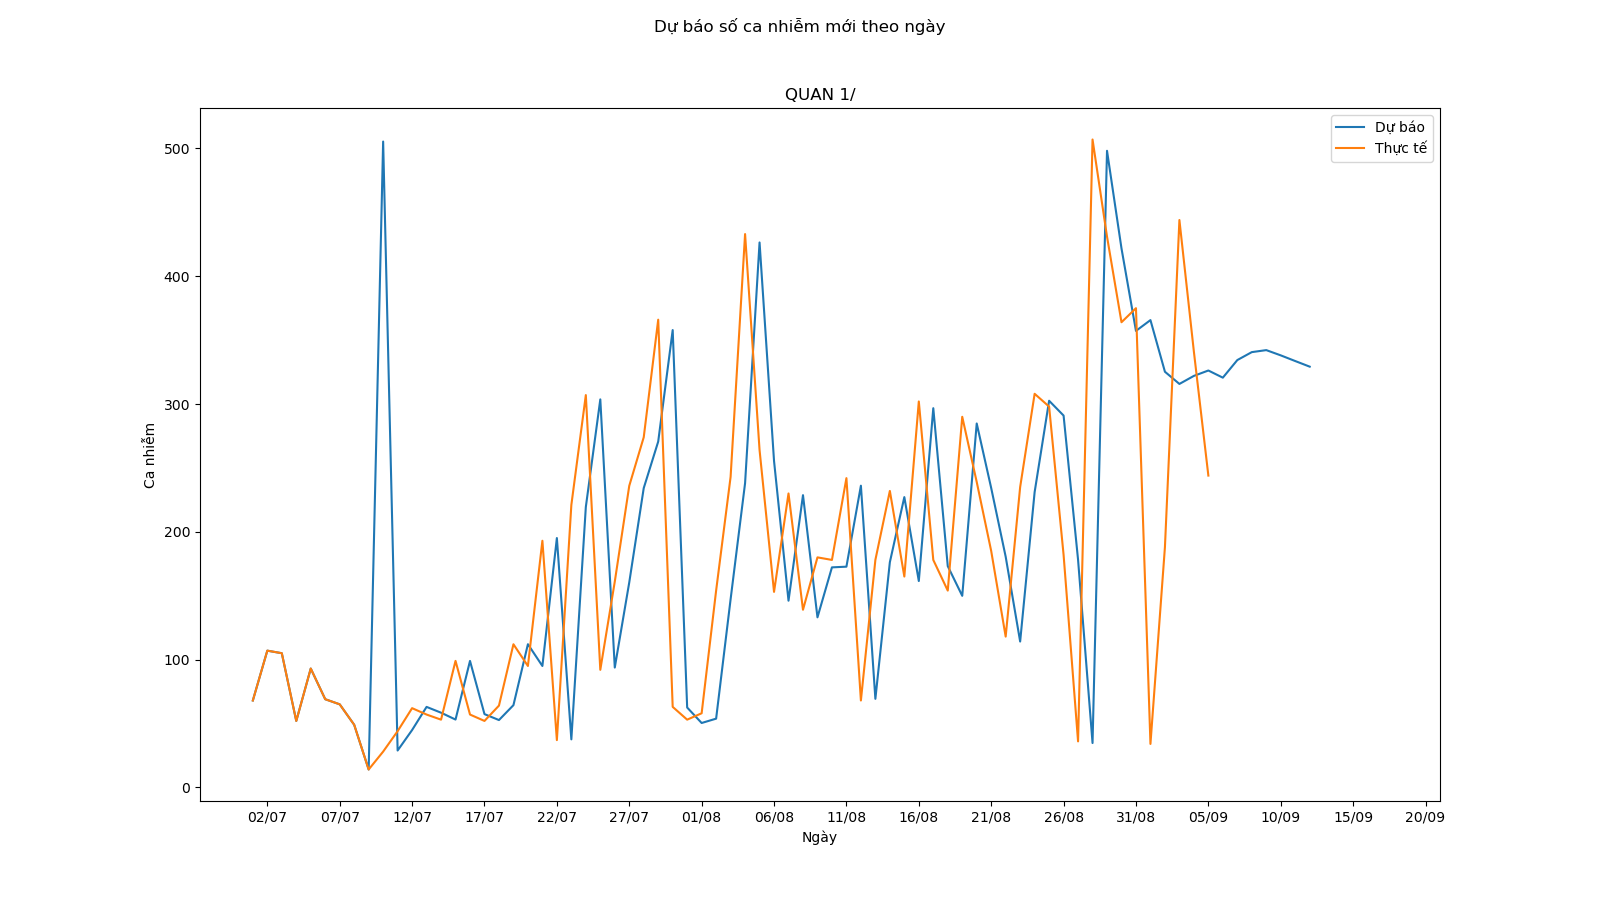 Dự báo số ca nhiễm mới theo ngày
QUAN 1/
Dự báo
Thực tế
500
400
300
200
100
0
Ca nhiễm
02/07 07/07 12/07 17/07 22/07 27/07 01/08 06/08 11/08 16/08 21/08 26/08 31/08 05/09 10/09 15/09 20/09
Ngày